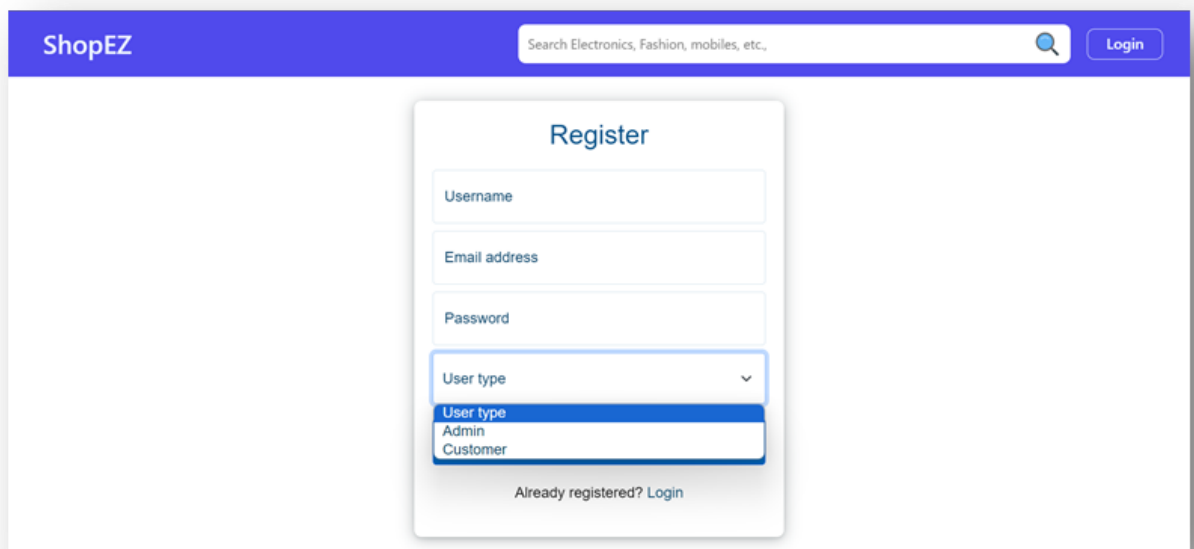 ShopEZ
Search Electronics, Fashion, mobiles, etc.,
Login
Register
Username
Email address
Password
User type
User type
Admin
Customer
Already registered? Login